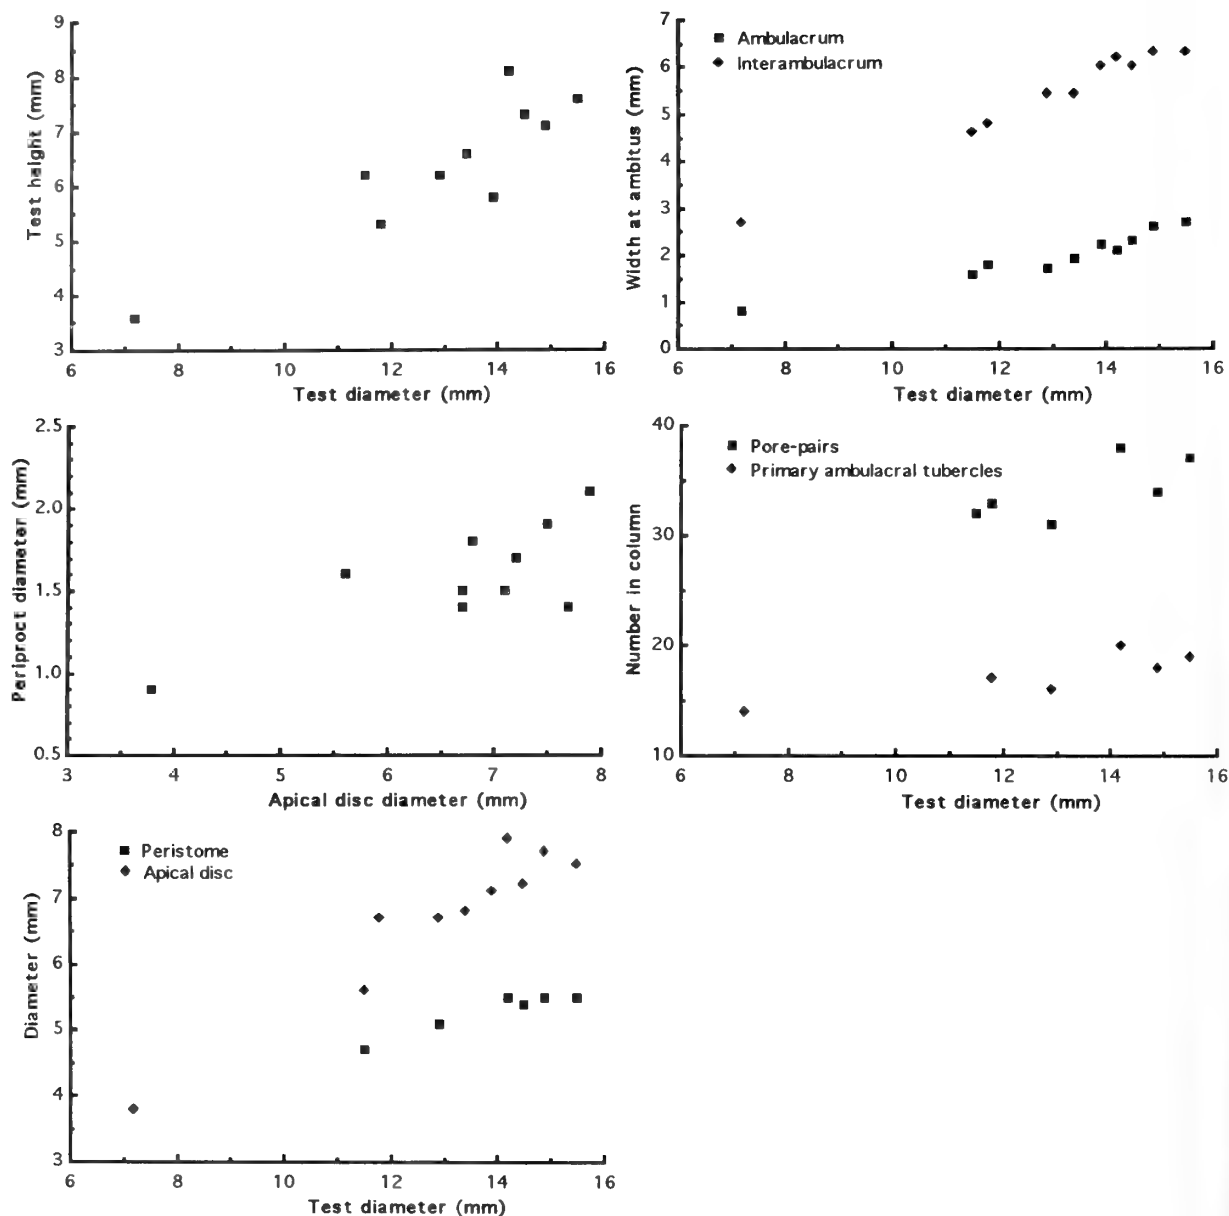 9
8
7
6
5
4
3
Test height (mm)
6 8 10 12 14 16
Test diameter (mm)
7
6
5
4
3
2
1
0
Width at ambitus (mm)
Ambulacrum
Interambulacrum
6 8 10 12 14 16
Test diameter (mm)
2.5
2.0
1.5
1.0
0.5
Periproct diameter (mm)
3 4 5 6 7 8
Apical disc diameter (mm)
40
30
20
10
Number in column
Pore-pairs
Primary ambulacral tubercles
6 8 10 12 14 16
Test diameter (mm)
8
7
6
5
4
3
Diameter (mm)
Peristome
Apical disc
6 8 10 12 14 16
Test diameter (mm)